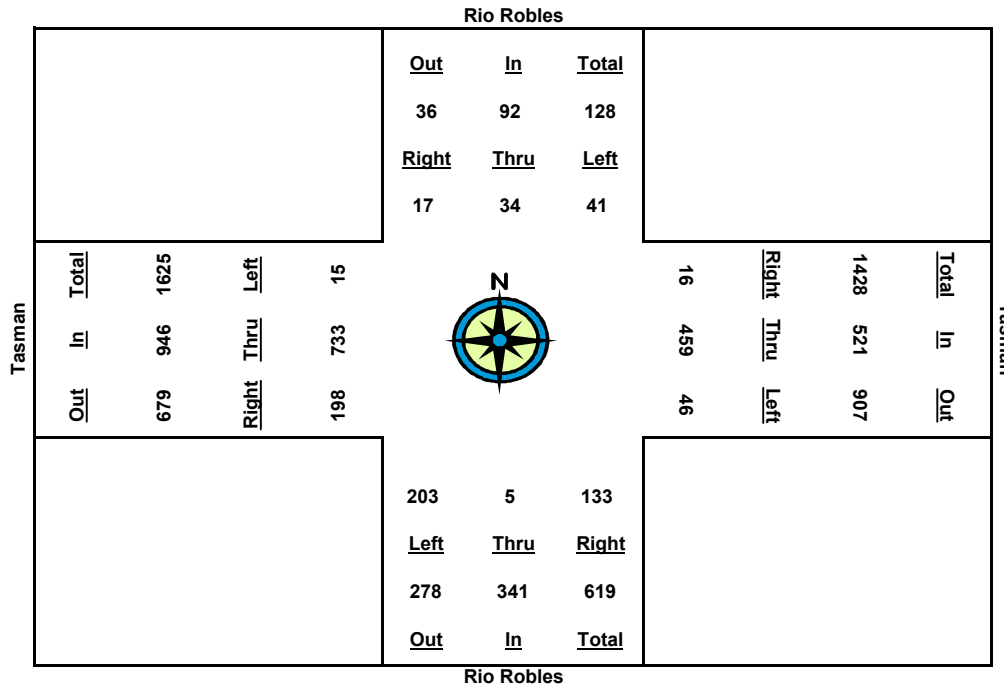 Rio Robles
Out In Total
36 92 128
Right Thru Left
17 34 41
Tasman
Total 1625 Left 15
In 946 Thru 733
Out 679 Right 198
N
16 Right 1428 Total
459 Thru 521 In
46 Left 907 Out
Tasman
203 5 133
Left Thru Right
278 341 619
Out In Total
Rio Robles